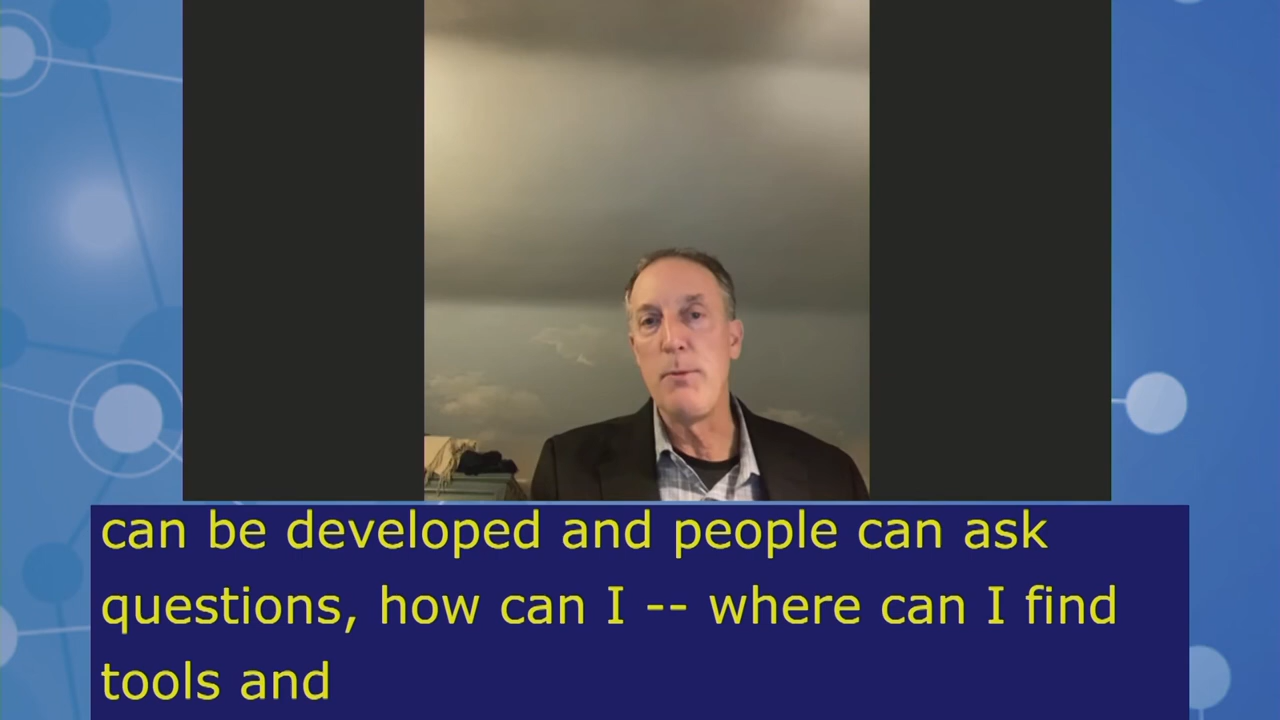 can be developed and people can ask
questions, how can I -- where can I find
tools and